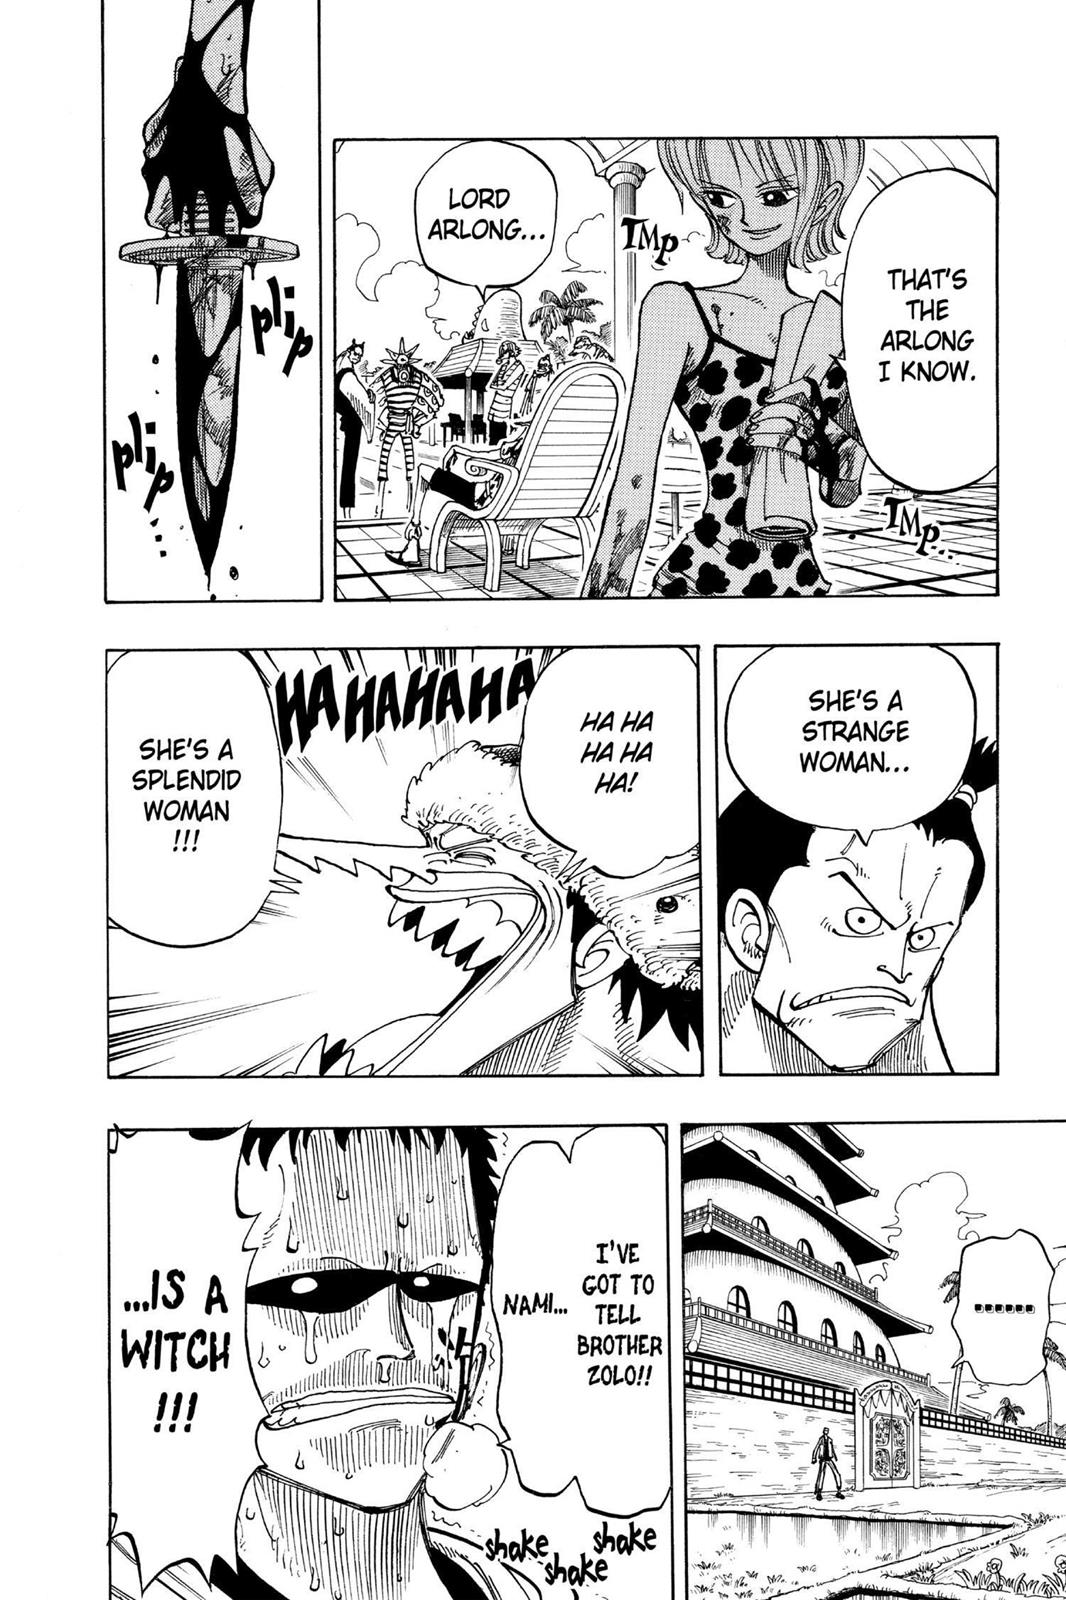 THAT'S
THE
ARLONG
I KNOW.
TMP
LORD
ARLONG...
TMP...
plip
plip...
SHE'S A
STRANGE
WOMAN...
HA HA
HA HA
HA!
HA HAHAHAHA
SHE'S A
SPLENDID
WOMAN
!!!
......
I'VE
GOT TO
TELL
BROTHER
ZOLO!!
NAMI...
...IS A
WITCH
!!!
shake
shake
shake